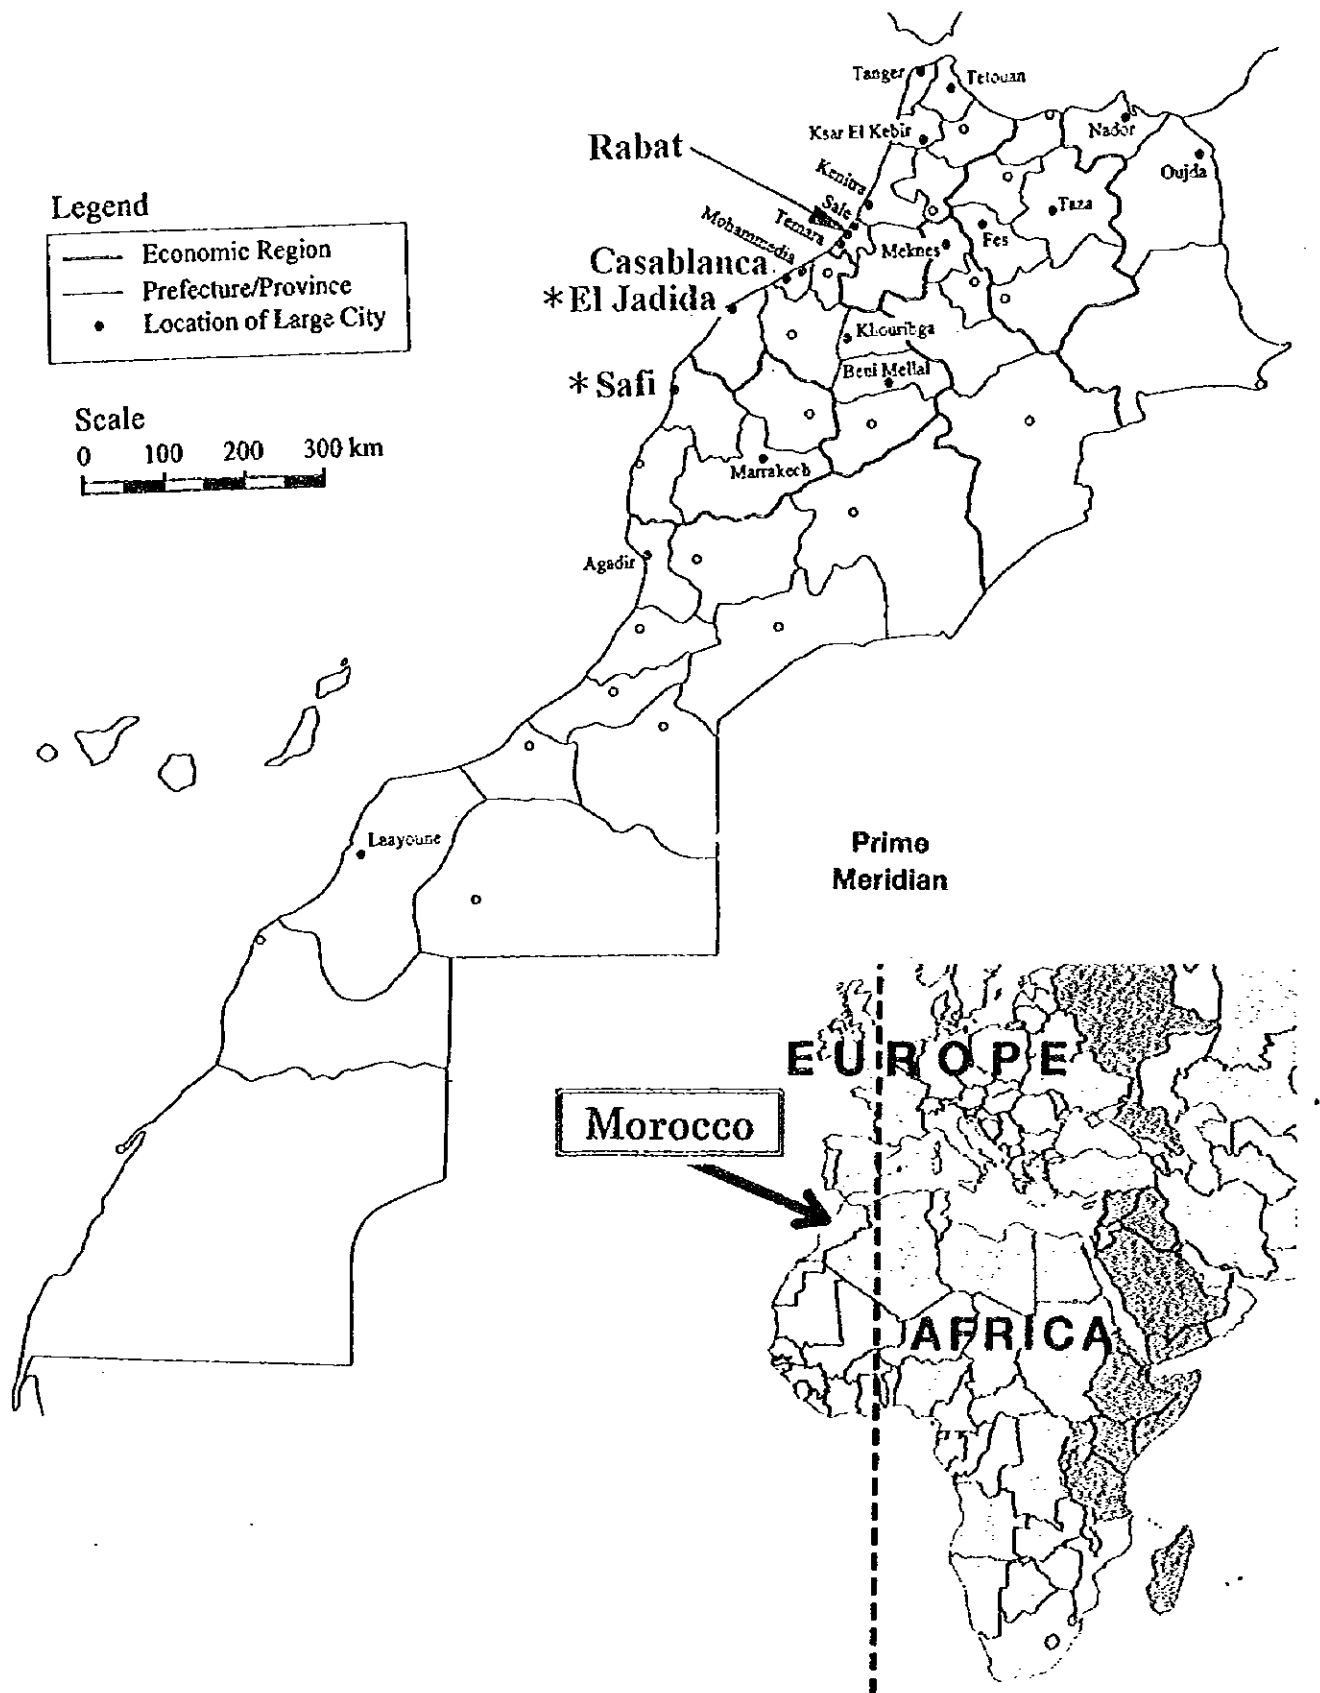 Tanger
Tetouan
Ksar El Kebir
Nador
Rabat
Oujda
Kenitra
Sale
Taza
Temara
Fes
Mohammedia
Meknes
Casablanca
* El Jadida
Khouribga
Beni Mellal
* Safi
Marrakech
Agadir
Laayoune
Legend
Economic Region
Prefecture/Province
Location of Large City
Scale
0 100 200 300 km
Prime
Meridian
EUROPE
Morocco
AFRICA